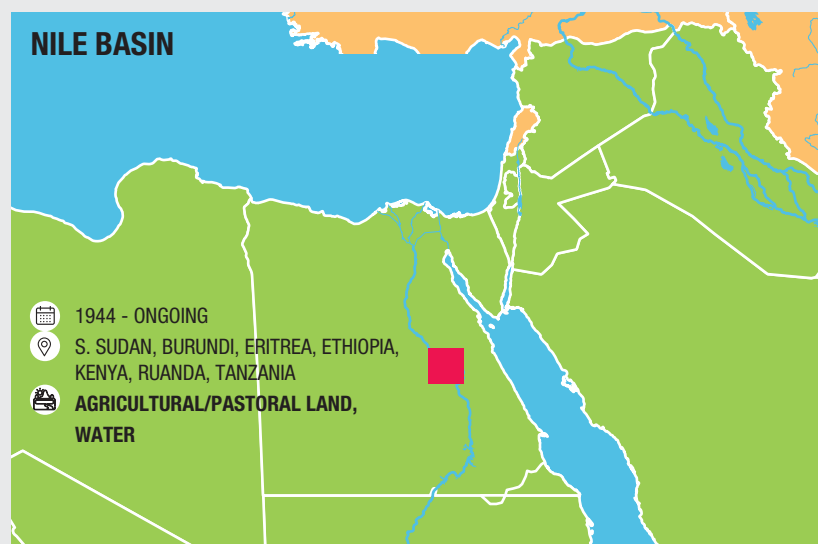 NILE BASIN
1944 - ONGOING
S. SUDAN, BURUNDI, ERITREA, ETHIOPIA,
KENYA, RUANDA, TANZANIA
AGRICULTURAL/PASTORAL LAND,
WATER